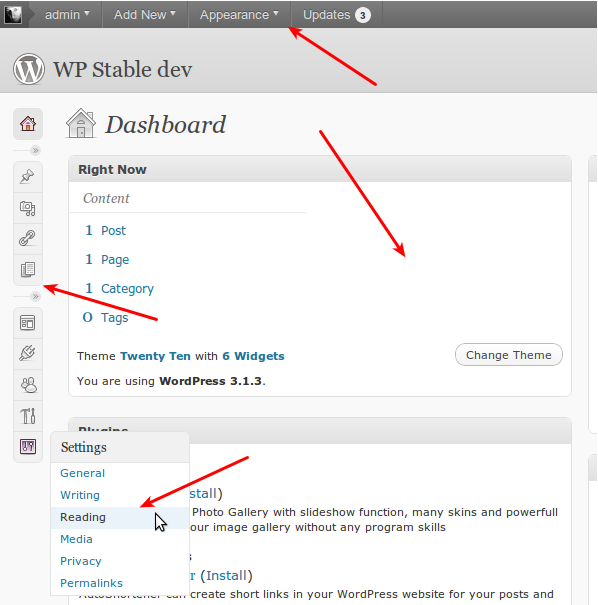 admin Add New Appearance Updates 3
WP Stable dev
Dashboard
Right Now
Content
1 Post
1 Page
1 Category
0 Tags
Theme Twenty Ten with 6 Widgets
Change Theme
You are using WordPress 3.1.3.
Plugins
Settings
General
Writing
Reading
Media
Privacy
Permalinks
stall)
Photo Gallery with slideshow function, many skins and powerfull
our image gallery without any program skills
s
r (Install)
AutoShortener can create short links in your WordPress website for your posts and